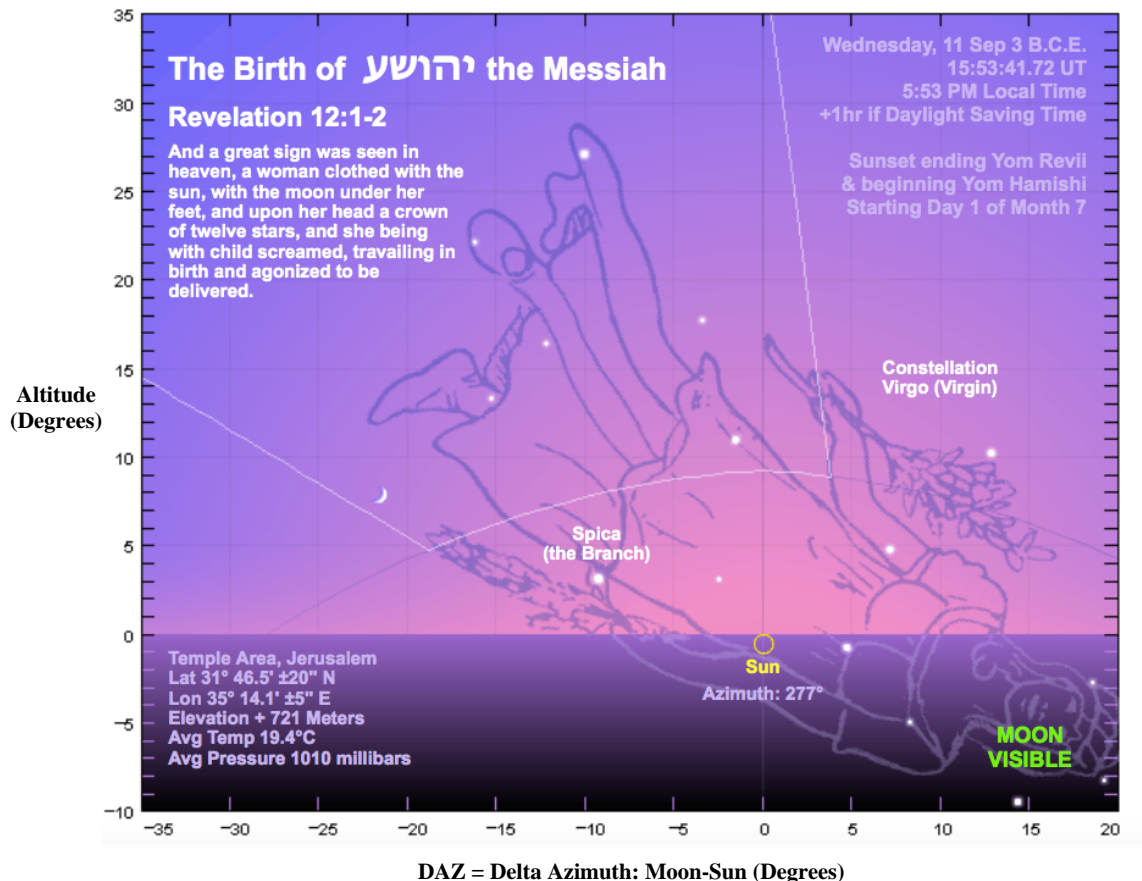 The Birth of יהושע the Messiah
Revelation 12:1-2
And a great sign was seen in
heaven, a woman clothed with the
sun, with the moon under her
feet, and upon her head a crown
of twelve stars, and she being
with child screamed, travailing in
birth and agonized to be
delivered.
Wednesday, 11 Sep 3 B.C.E.
15:53:41.72 UT
5:53 PM Local Time
+1hr if Daylight Saving Time
Sunset ending Yom Revii
& beginning Yom Hamishi
Starting Day 1 of Month 7
Constellation
Virgo (Virgin)
Spica
(the Branch)
Sun
Azimuth: 277°
MOON
VISIBLE
Temple Area, Jerusalem
Lat 31° 46.5' ±20" N
Lon 35° 14.1' ±5" E
Elevation + 721 Meters
Avg Temp 19.4°C
Avg Pressure 1010 millibars
Altitude
(Degrees)
35
30
25
20
15
10
5
0
−5
−10
−35 −30 −25 −20 −15 −10 −5 0 5 10 15 20
DAZ = Delta Azimuth: Moon-Sun (Degrees)